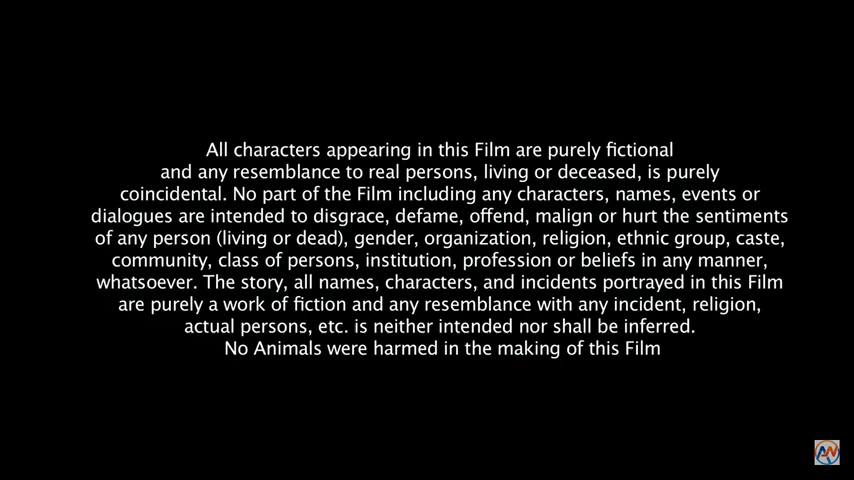 All characters appearing in this Film are purely fictional
and any resemblance to real persons, living or deceased, is purely
coincidental. No part of the Film including any characters, names, events or
dialogues are intended to disgrace, defame, offend, malign or hurt the sentiments
of any person (living or dead), gender, organization, religion, ethnic group, caste,
community, class of persons, institution, profession or beliefs in any manner,
whatsoever. The story, all names, characters, and incidents portrayed in this Film
are purely a work of fiction and any resemblance with any incident, religion,
actual persons, etc. is neither intended nor shall be inferred.
No Animals were harmed in the making of this Film